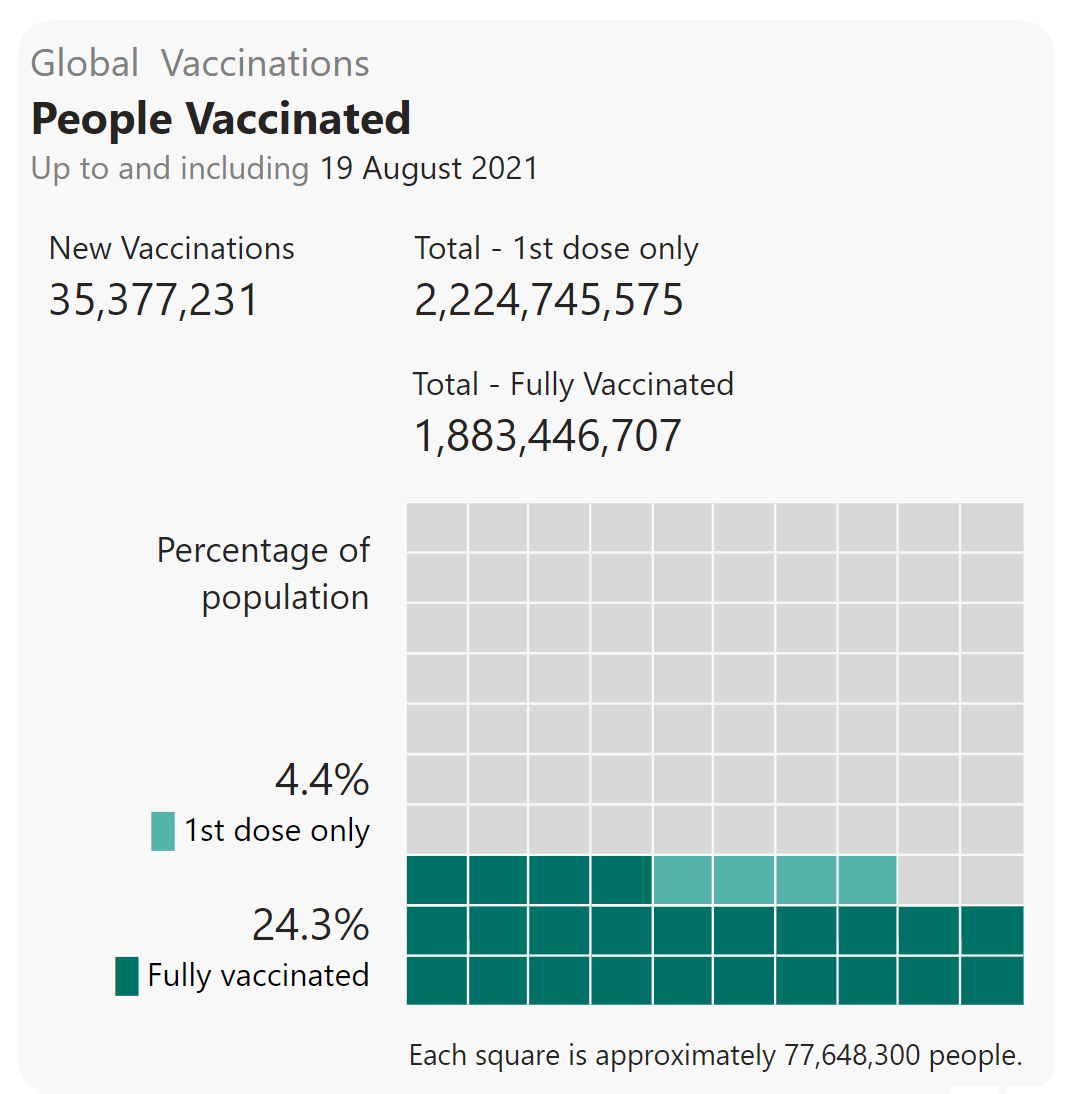 Global Vaccinations
People Vaccinated
Up to and including 19 August 2021
New Vaccinations
35,377,231
Total - 1st dose only
2,224,745,575
Total - Fully Vaccinated
1,883,446,707
Percentage of
population
4.4%
1st dose only
24.3%
Fully vaccinated
Each square is approximately 77,648,300 people.